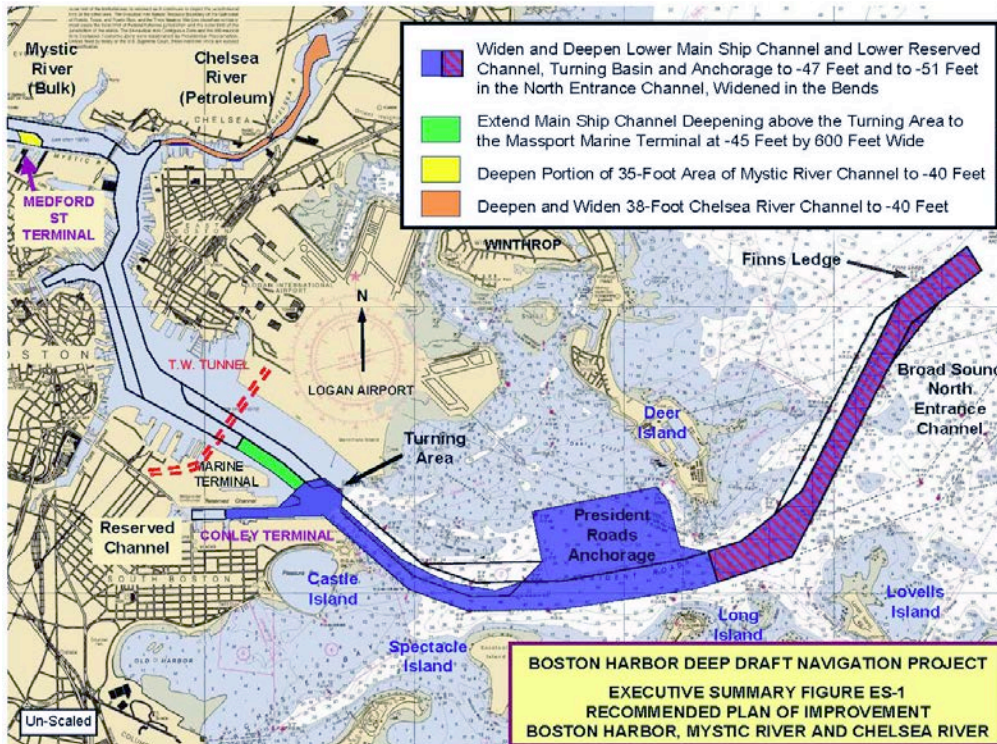 Mystic
River
(Bulk)
Chelsea
River
(Petroleum)
CHELSEA
MEDFORD
ST
TERMINAL
Widen and Deepen Lower Main Ship Channel and Lower Reserved
Channel, Turning Basin and Anchorage to -47 Feet and to -51 Feet
in the North Entrance Channel, Widened in the Bends
Extend Main Ship Channel Deepening above the Turning Area to
the Massport Marine Terminal at -45 Feet by 600 Feet Wide
Deepen Portion of 35-Foot Area of Mystic River Channel to -40 Feet
Deepen and Widen 38-Foot Chelsea River Channel to -40 Feet
WINTHROP
Finns Ledge
N
LOGAN AIRPORT
BOSTON
T.W. TUNNEL
Broad Sound
North
Entrance
Channel
Deer
Island
Turning
Area
MARINE
TERMINAL
Reserved
Channel
CONLEY TERMINAL
President
Roads
Anchorage
SOUTH BOSTON
Castle
Island
Lovells
Island
Long
Island
Spectacle
Island
OLD HARBOR
Un-Scaled
BOSTON HARBOR DEEP DRAFT NAVIGATION PROJECT
EXECUTIVE SUMMARY FIGURE ES-1
RECOMMENDED PLAN OF IMPROVEMENT
BOSTON HARBOR, MYSTIC RIVER AND CHELSEA RIVER